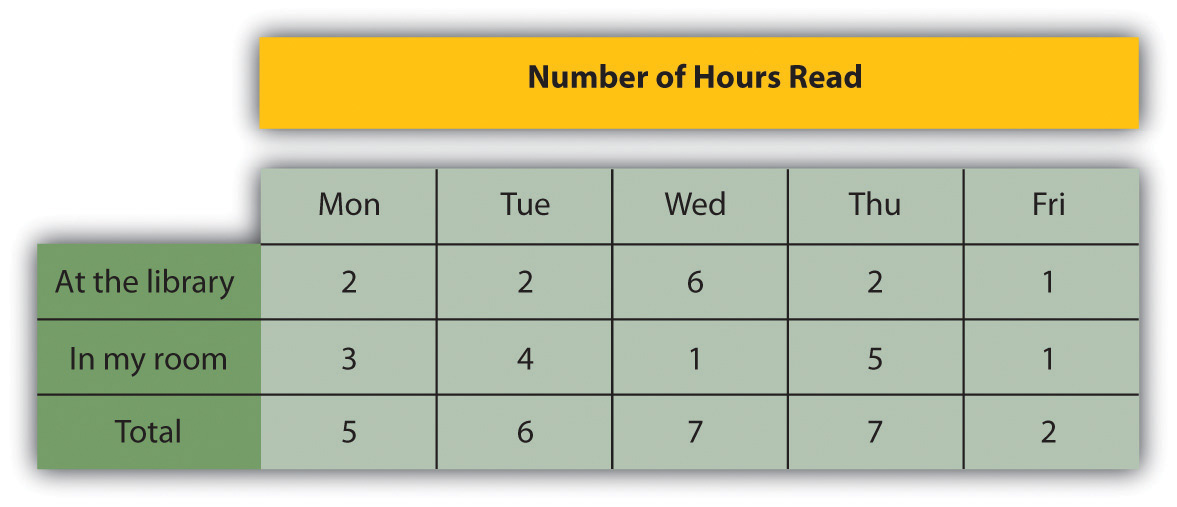 Number of Hours Read
Mon Tue Wed Thu Fri
At the library 2 2 6 2 1
In my room 3 4 1 5 1
Total 5 6 7 7 2